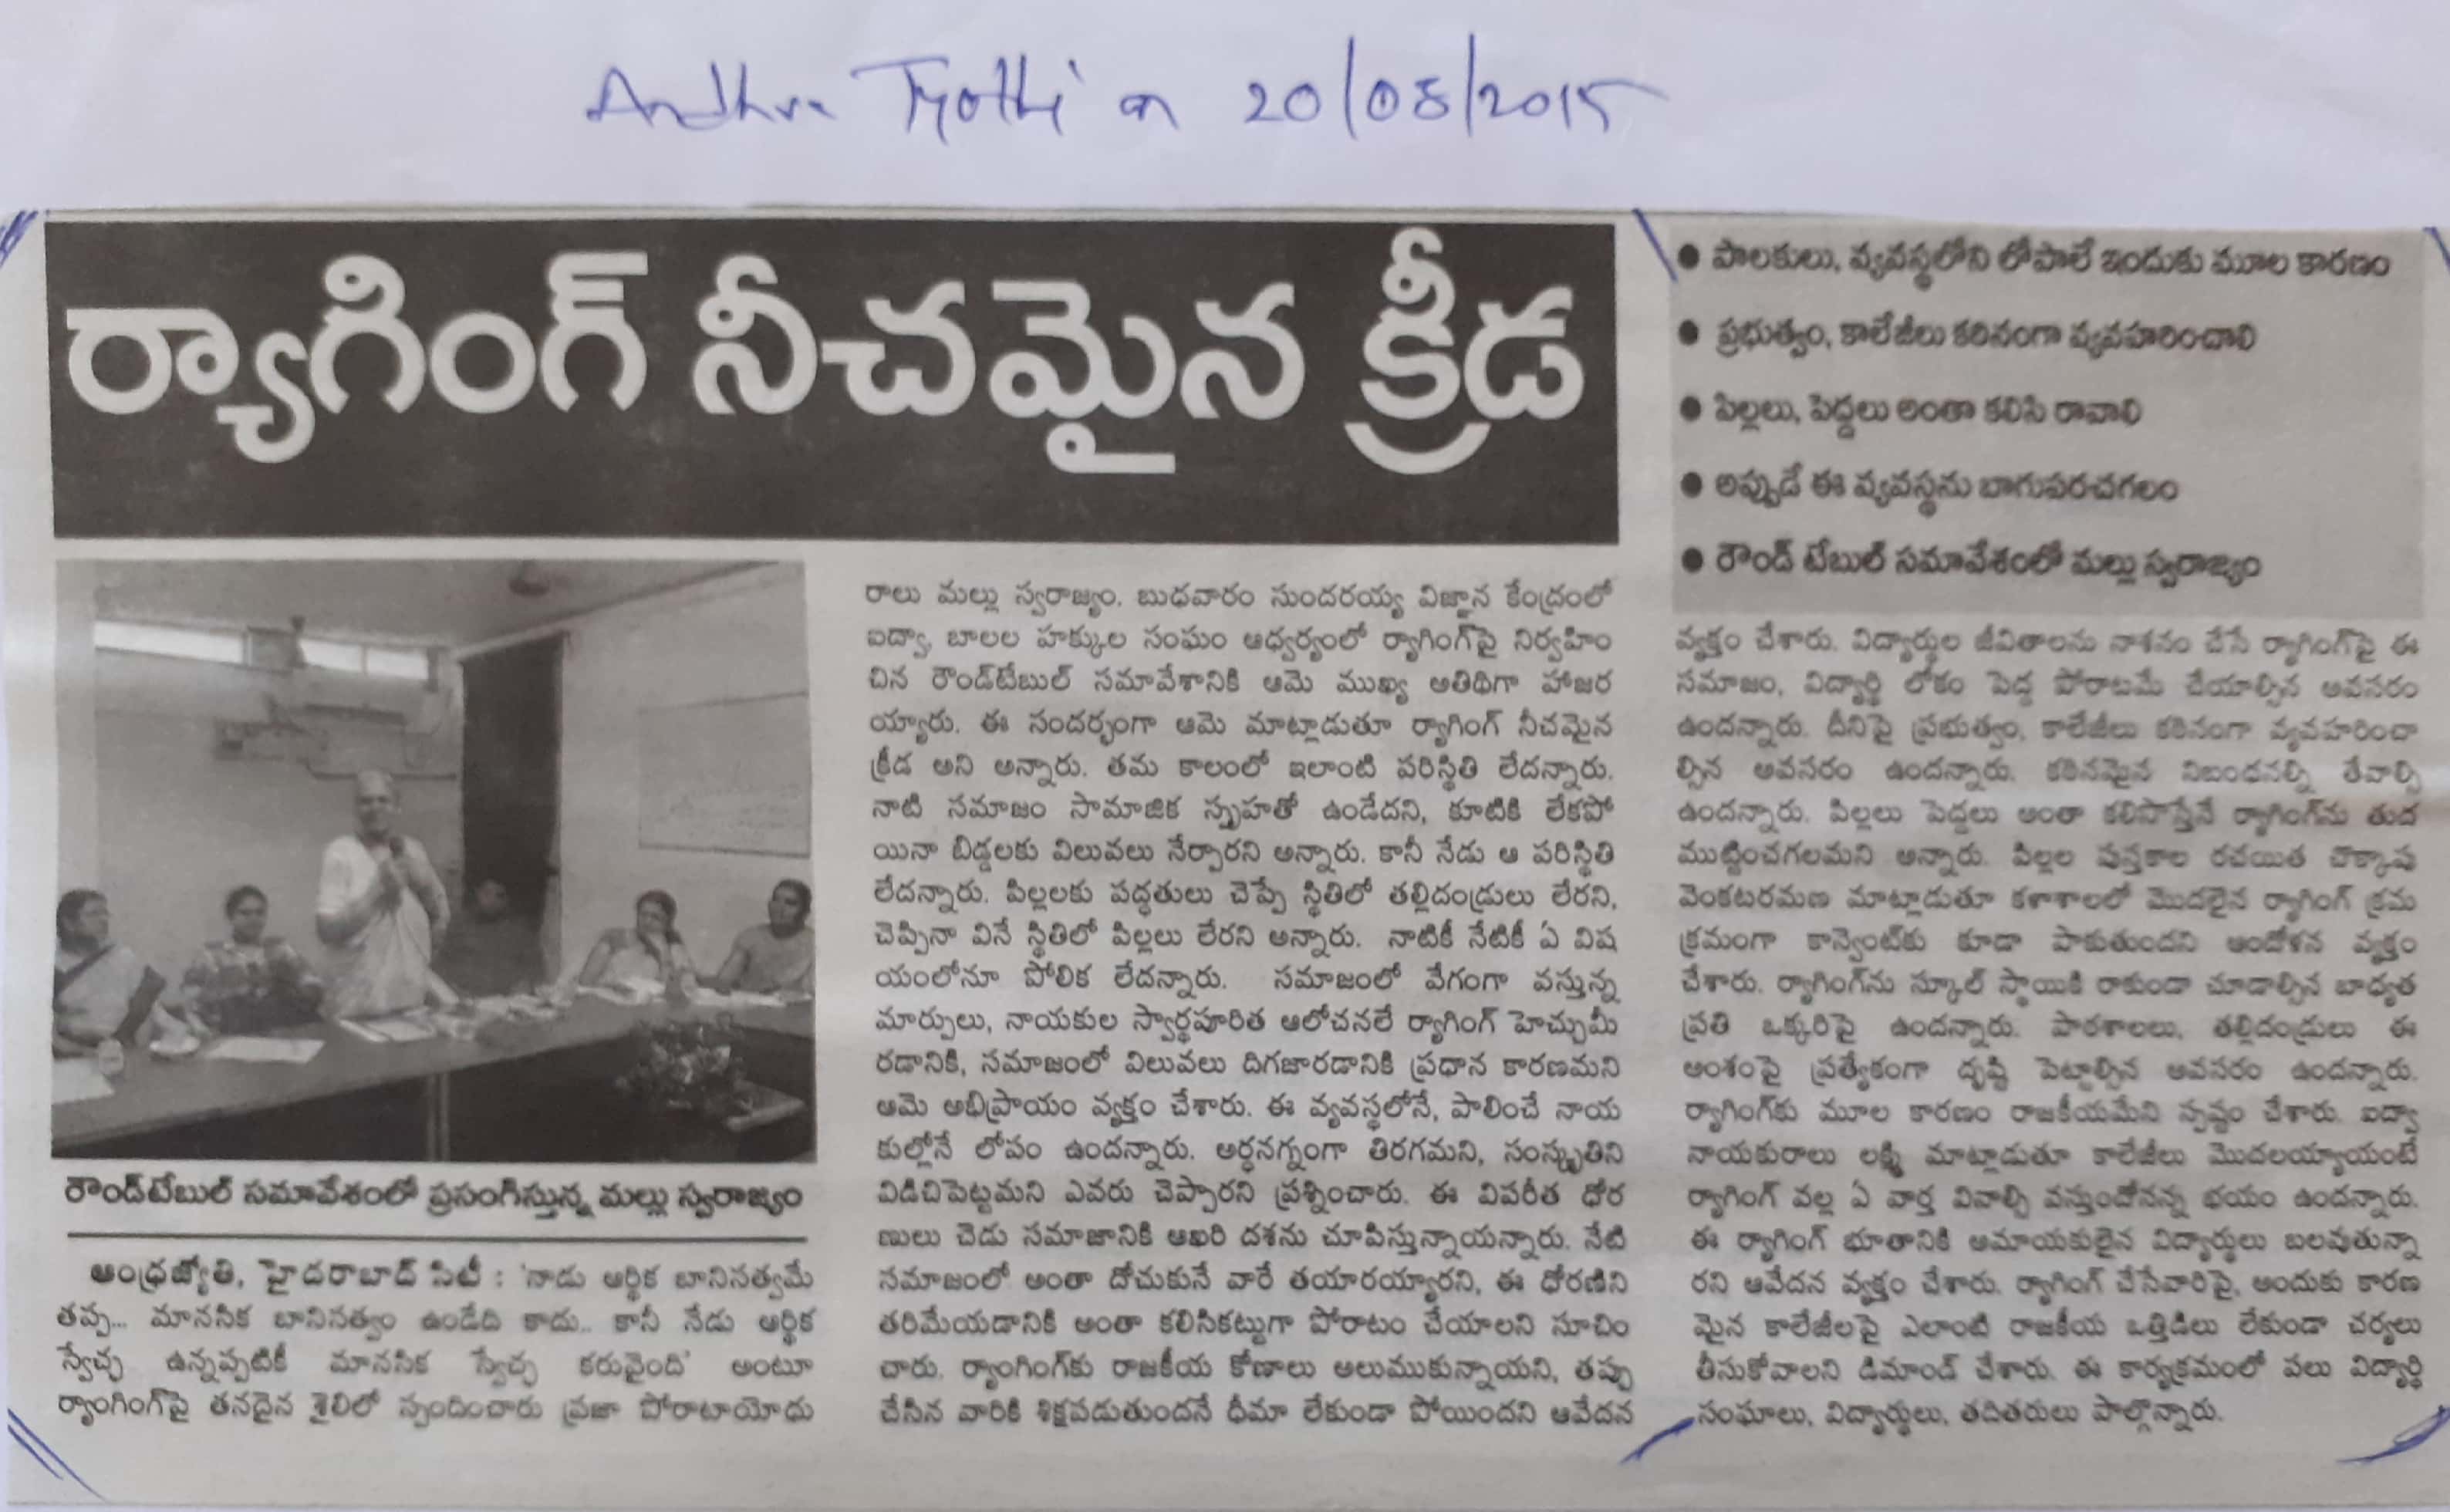 Andhra Jyothi on 20/08/2015
ర్యాగింగ్ నీచమైన క్రీడ
● పాలకులు, వ్యవస్థలోని లోపాలే ఇందుకు మూల కారణం
● ప్రభుత్వం, కాలేజీలు కఠినంగా వ్యవహరించాలి
● పిల్లలు, పెద్దలు అంతా కలిసి రావాలి
● అప్పుడే ఈ వ్యవస్థను బాగుపరచగలం
● రౌండ్ టేబుల్ సమావేశంలో మల్లు స్వరాజ్యం
రౌండ్‌టేబుల్ సమావేశంలో ప్రసంగిస్తున్న మల్లు స్వరాజ్యం
ఆంధ్రజ్యోతి, హైదరాబాద్ సిటీ : 'నాడు ఆర్థిక బానిసత్వమే
తప్ప... మానసిక బానిసత్వం ఉండేది కాదు.. కానీ నేడు ఆర్థిక
స్వేచ్ఛ ఉన్నప్పటికీ మానసిక స్వేచ్ఛ కరువైంది' అంటూ
ర్యాంగింగ్‌పై తనదైన శైలిలో స్పందించారు ప్రజా పోరాటాయోధు
రాలు మల్లు స్వరాజ్యం. బుధవారం సుందరయ్య విజ్ఞాన కేంద్రంలో
ఐద్వా, బాలల హక్కుల సంఘం ఆధ్వర్యంలో ర్యాగింగ్‌పై నిర్వహిం
చిన రౌండ్‌టేబుల్ సమావేశానికి ఆమె ముఖ్య అతిథిగా హాజర
య్యారు. ఈ సందర్భంగా ఆమె మాట్లాడుతూ ర్యాగింగ్ నీచమైన
క్రీడ అని అన్నారు. తమ కాలంలో ఇలాంటి పరిస్థితి లేదన్నారు.
నాటి సమాజం సామాజిక స్పృహతో ఉండేదని, కూటికి లేకపో
యినా బిడ్డలకు విలువలు నేర్పారని అన్నారు. కానీ నేడు ఆ పరిస్థితి
లేదన్నారు. పిల్లలకు పద్ధతులు చెప్పే స్థితిలో తల్లిదండ్రులు లేరని,
చెప్పినా వినే స్థితిలో పిల్లలు లేరని అన్నారు. నాటికీ నేటికీ ఏ విష
యంలోనూ పోలిక లేదన్నారు. సమాజంలో వేగంగా వస్తున్న
మార్పులు, నాయకుల స్వార్థపూరిత ఆలోచనలే ర్యాగింగ్ హెచ్చుమీ
రడానికి, సమాజంలో విలువలు దిగజారడానికి ప్రధాన కారణమని
ఆమె అభిప్రాయం వ్యక్తం చేశారు. ఈ వ్యవస్థలోనే, పాలించే నాయ
కుల్లోనే లోపం ఉందన్నారు. అర్ధనగ్నంగా తిరగమని, సంస్కృతిని
విడిచిపెట్టమని ఎవరు చెప్పారని ప్రశ్నించారు. ఈ విపరీత ధోర
ణులు చెడు సమాజానికి ఆఖరి దశను చూపిస్తున్నాయన్నారు. నేటి
సమాజంలో అంతా దోచుకునే వారే తయారయ్యారని, ఈ ధోరణిని
తరిమేయడానికి అంతా కలిసికట్టుగా పోరాటం చేయాలని సూచిం
చారు. ర్యాంగింగ్‌కు రాజకీయ కోణాలు అలుముకున్నాయని, తప్పు
చేసిన వారికి శిక్షపడుతుందనే ధీమా లేకుండా పోయిందని ఆవేదన
వ్యక్తం చేశారు. విద్యార్థుల జీవితాలను నాశనం చేసే ర్యాగింగ్‌పై ఈ
సమాజం, విద్యార్థి లోకం పెద్ద పోరాటమే చేయాల్సిన అవసరం
ఉందన్నారు. దీనిపై ప్రభుత్వం, కాలేజీలు కఠినంగా వ్యవహరించా
ల్సిన అవసరం ఉందన్నారు. కఠినమైన నిబంధనల్ని తేవాల్సి
ఉందన్నారు. పిల్లలు పెద్దలు అంతా కలిసొస్తేనే ర్యాగింగ్‌ను తుద
ముట్టించగలమని అన్నారు. పిల్లల పుస్తకాల రచయిత చొక్కాపు
వెంకటరమణ మాట్లాడుతూ కళాశాలలో మొదలైన ర్యాగింగ్ క్రమ
క్రమంగా కాన్వెంట్‌కు కూడా పాకుతుందని ఆందోళన వ్యక్తం
చేశారు. ర్యాగింగ్‌ను స్కూల్ స్థాయికి రాకుండా చూడాల్సిన బాధ్యత
ప్రతి ఒక్కరిపై ఉందన్నారు. పాఠశాలలు, తల్లిదండ్రులు ఈ
అంశంపై ప్రత్యేకంగా దృష్టి పెట్టాల్సిన అవసరం ఉందన్నారు.
ర్యాగింగ్‌కు మూల కారణం రాజకీయమేని స్పష్టం చేశారు. ఐద్వా
నాయకురాలు లక్ష్మి మాట్లాడుతూ కాలేజీలు మొదలయ్యాయంటే
ర్యాగింగ్ వల్ల ఏ వార్త వినాల్సి వస్తుందోనన్న భయం ఉందన్నారు.
ఈ ర్యాగింగ్ భూతానికి అమాయకులైన విద్యార్థులు బలవుతున్నా
రని ఆవేదన వ్యక్తం చేశారు. ర్యాగింగ్ చేసేవారిపై, అందుకు కారణ
మైన కాలేజీలపై ఎలాంటి రాజకీయ ఒత్తిడిలు లేకుండా చర్యలు
తీసుకోవాలని డిమాండ్ చేశారు. ఈ కార్యక్రమంలో పలు విద్యార్థి
సంఘాలు, విద్యార్థులు, తదితరులు పాల్గొన్నారు.